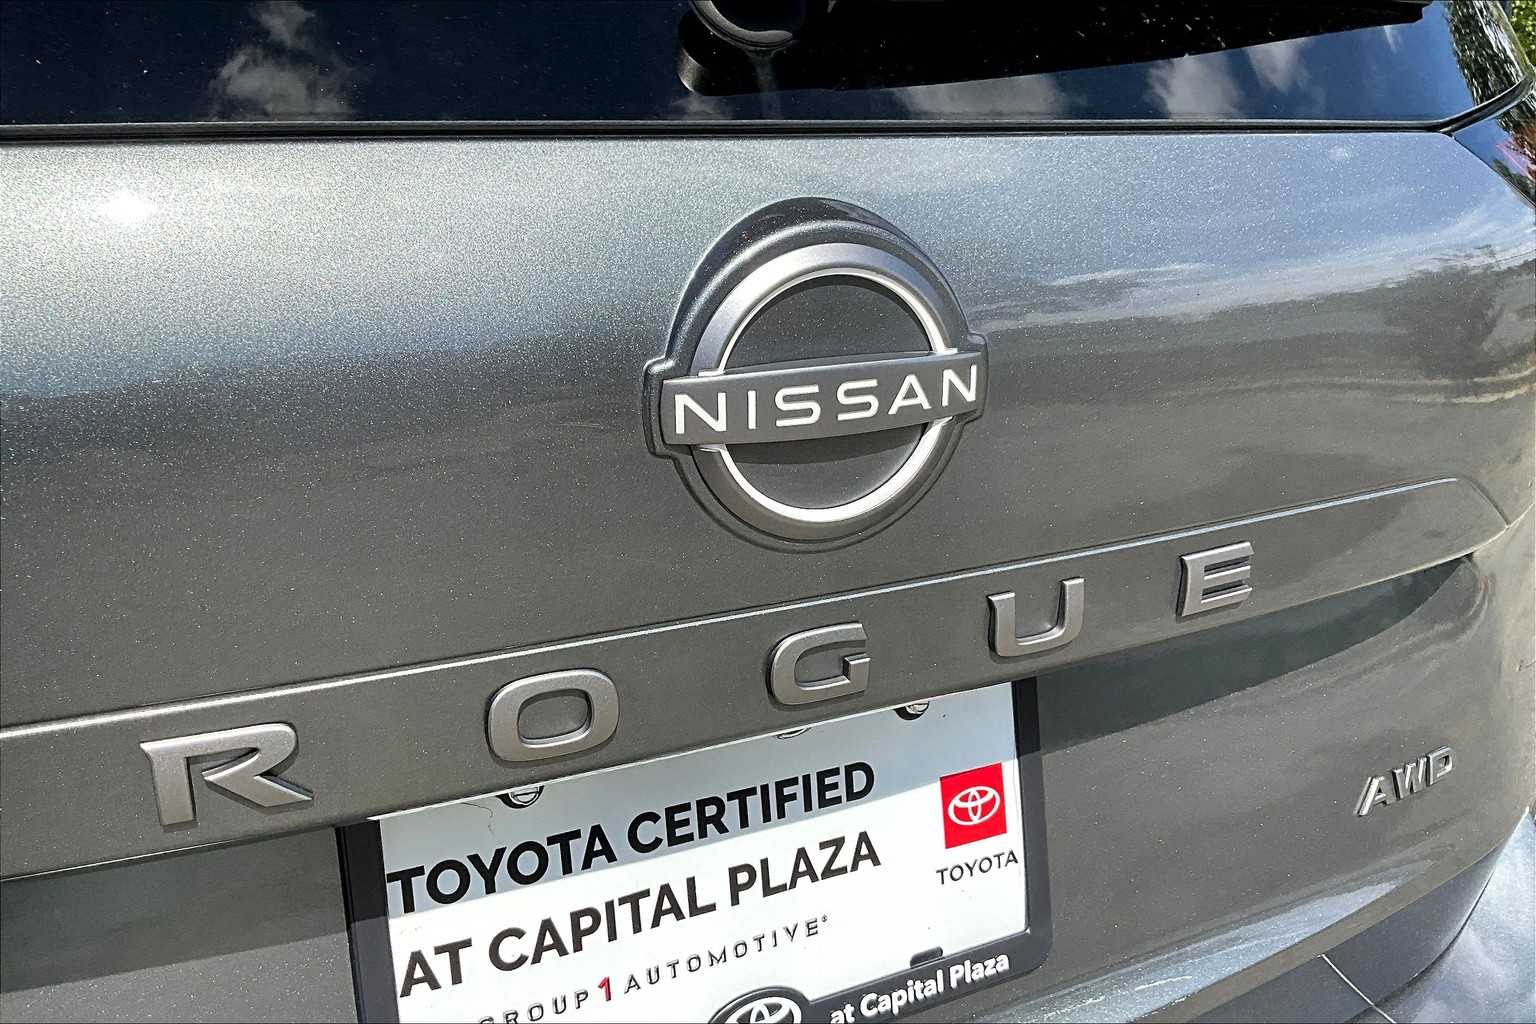 NISSAN
ROGUE
AWD
TOYOTA CERTIFIED
AT CAPITAL PLAZA
GROUP 1 AUTOMOTIVE®
TOYOTA
at Capital Plaza